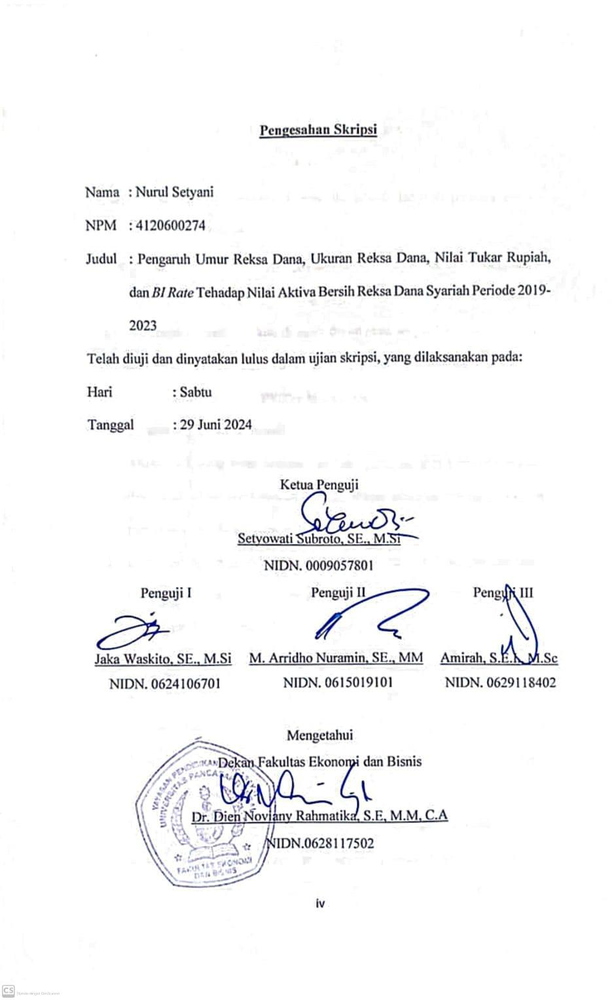 Pengesahan Skripsi
Nama : Nurul Setyani
NPM : 4120600274
Judul : Pengaruh Umur Reksa Dana, Ukuran Reksa Dana, Nilai Tukar Rupiah,
dan BI Rate Tehadap Nilai Aktiva Bersih Reksa Dana Syariah Periode 2019-
2023
Telah diuji dan dinyatakan lulus dalam ujian skripsi, yang dilaksanakan pada:
Hari : Sabtu
Tanggal : 29 Juni 2024
Ketua Penguji
Setyowati Subroto, SE., M.Si
NIDN. 0009057801
Penguji I Penguji II Penguji III
Jaka Waskito, SE., M.Si M. Arridho Nuramin, SE., MM Amirah, S.E.I, M.Sc
NIDN. 0624106701 NIDN. 0615019101 NIDN. 0629118402
Mengetahui
Dekan Fakultas Ekonomi dan Bisnis
Dr. Dien Noviany Rahmatika, S.E, M.M, C.A
NIDN.0628117502
YAYASAN PENDIDIKAN
UNIVERSITAS
FAKULTAS EKONOMI
DAN BISNIS
iv
CS